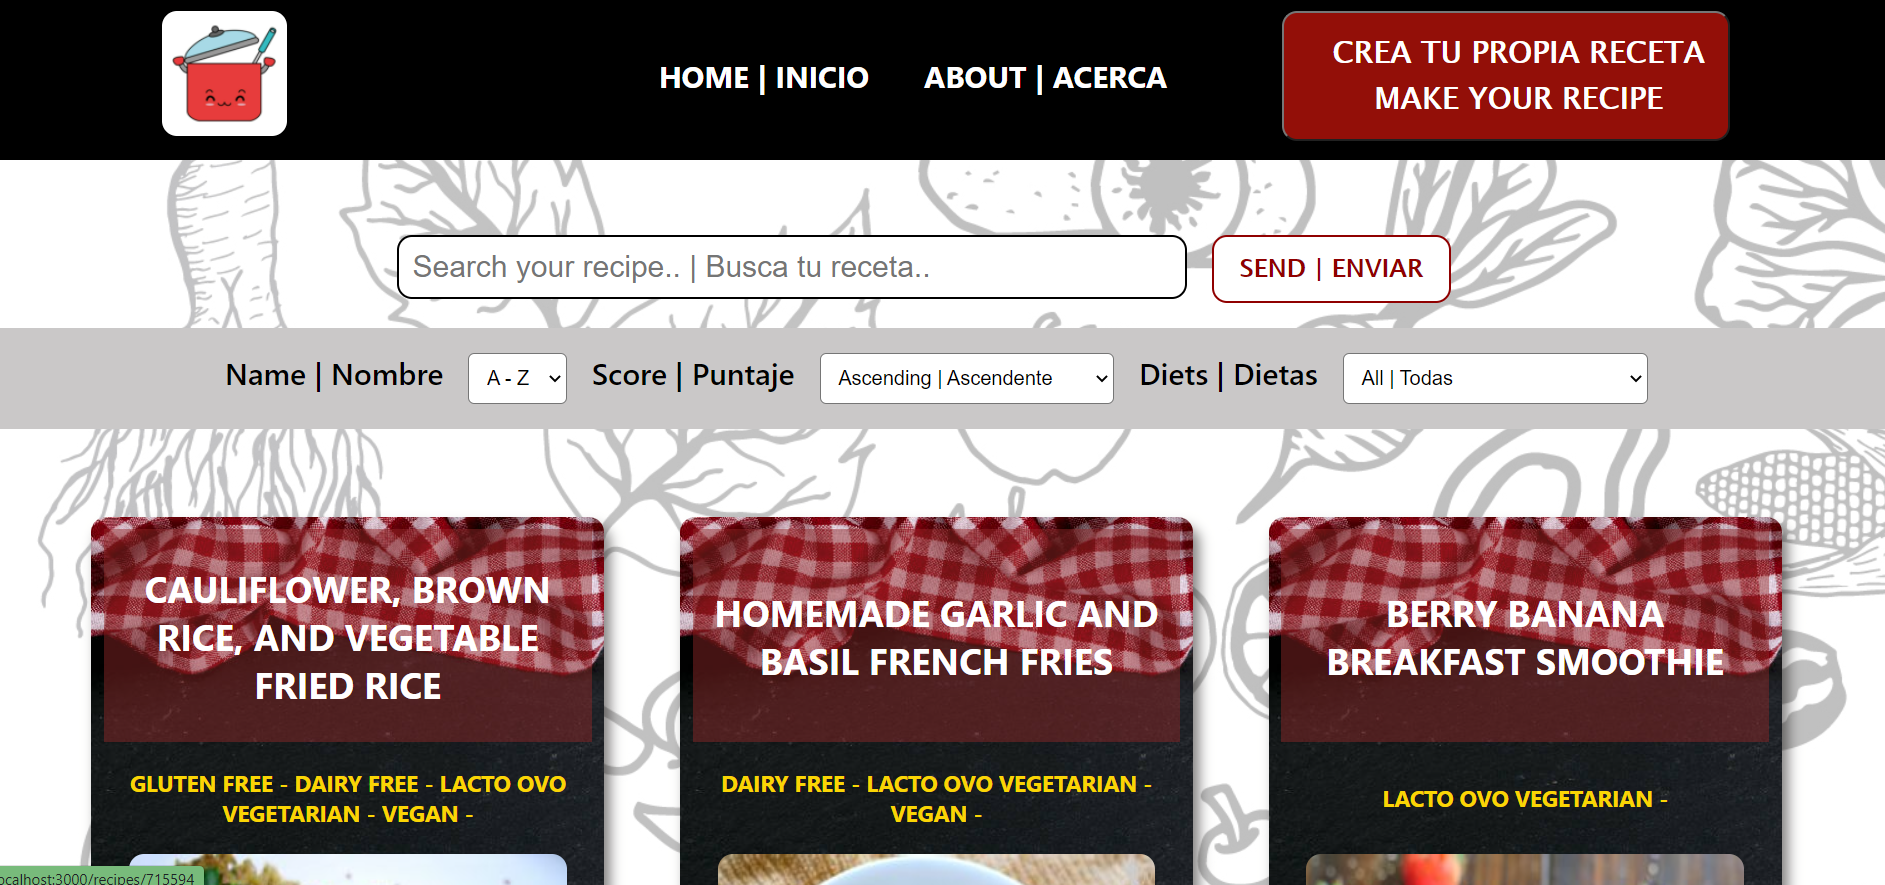 HOME | INICIO
ABOUT | ACERCA
CREA TU PROPIA RECETA
MAKE YOUR RECIPE
Search your recipe.. | Busca tu receta..
SEND | ENVIAR
Name | Nombre
A - Z
Score | Puntaje
Ascending | Ascendente
Diets | Dietas
All | Todas
CAULIFLOWER, BROWN
RICE, AND VEGETABLE
FRIED RICE
GLUTEN FREE - DAIRY FREE - LACTO OVO
VEGETARIAN - VEGAN -
HOMEMADE GARLIC AND
BASIL FRENCH FRIES
DAIRY FREE - LACTO OVO VEGETARIAN -
VEGAN -
BERRY BANANA
BREAKFAST SMOOTHIE
LACTO OVO VEGETARIAN -
ocalhost:3000/recipes/715594